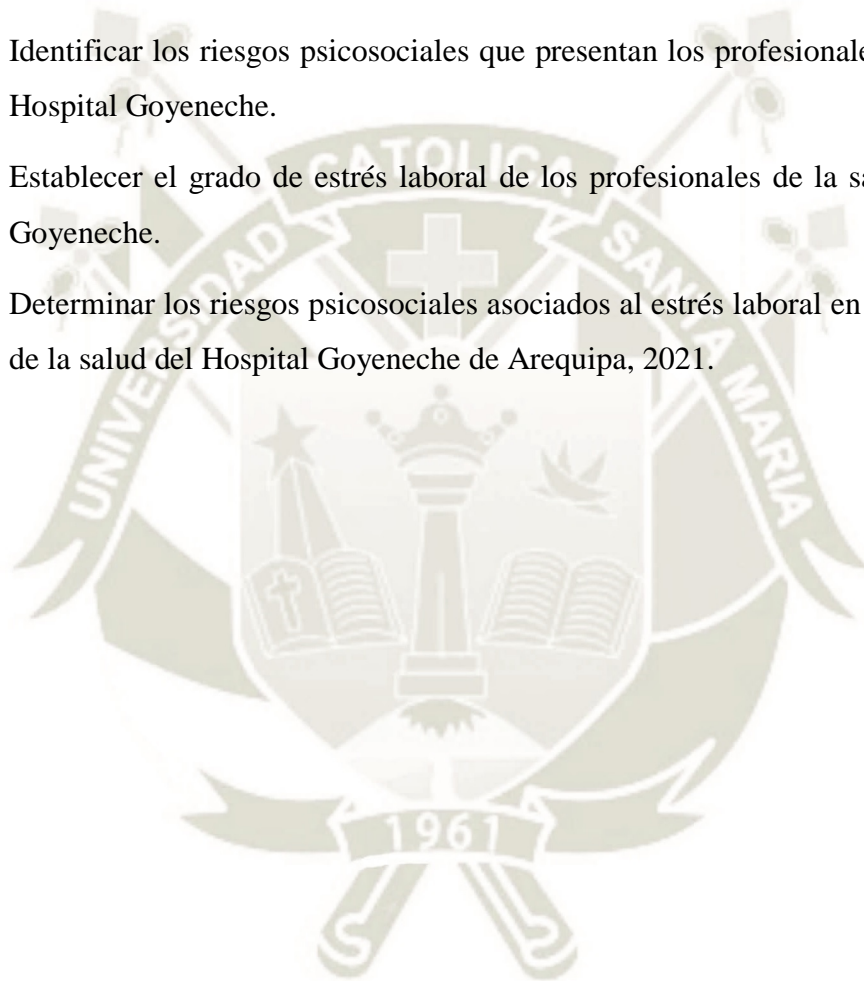 Identificar los riesgos psicosociales que presentan los profesionale
Hospital Goyeneche.
Establecer el grado de estrés laboral de los profesionales de la sa
Goyeneche.
Determinar los riesgos psicosociales asociados al estrés laboral en
de la salud del Hospital Goyeneche de Arequipa, 2021.
UNIVERSIDAD CATOLICA SANTA MARIA
1961